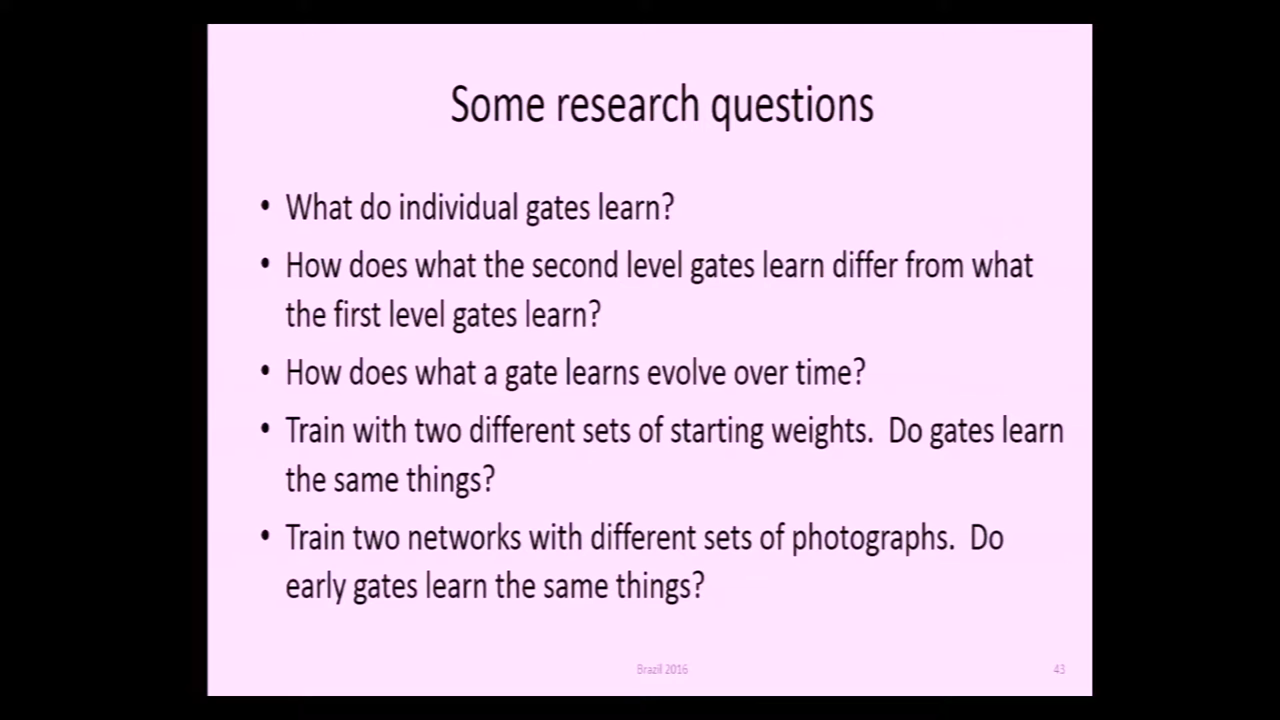 Some research questions
• What do individual gates learn?
• How does what the second level gates learn differ from what
the first level gates learn?
• How does what a gate learns evolve over time?
• Train with two different sets of starting weights.  Do gates learn
the same things?
• Train two networks with different sets of photographs.  Do
early gates learn the same things?
Brazil 2016
43